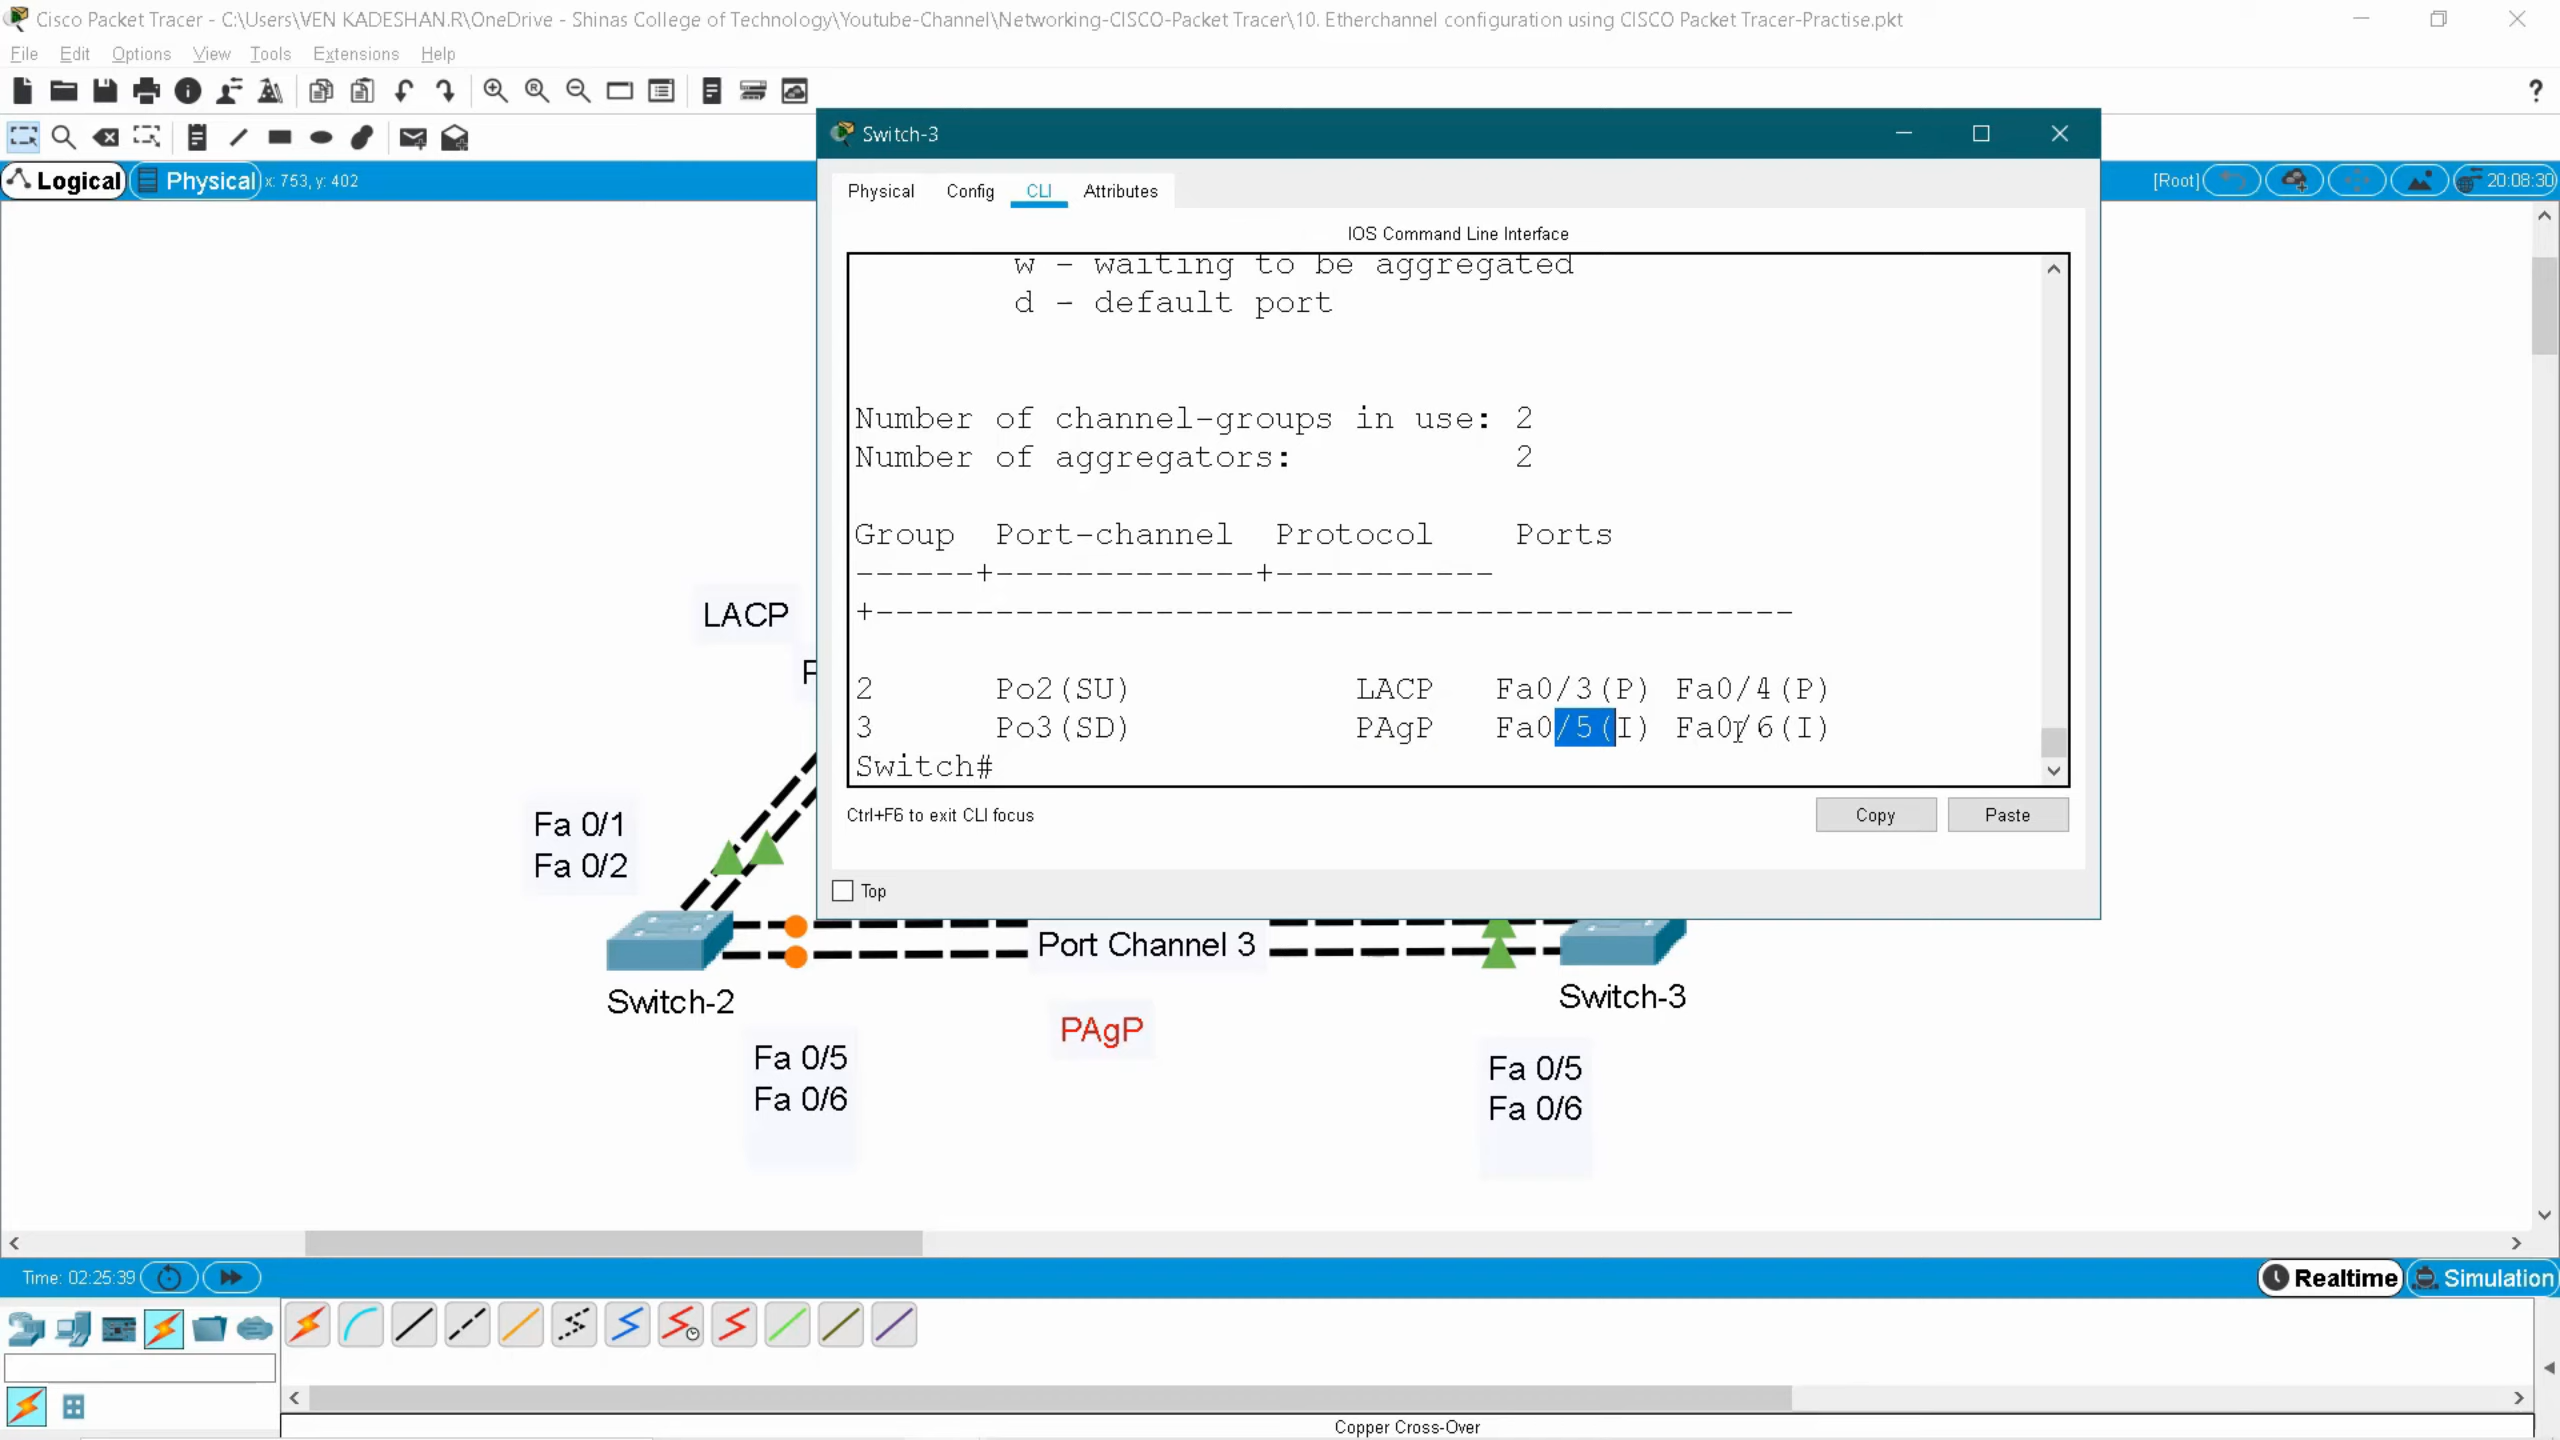 Cisco Packet Tracer - C:\Users\VEN KADESHAN.R\OneDrive - Shinas College of Technology\Youtube-Channel\Networking-CISCO-Packet Tracer\10. Etherchannel configuration using CISCO Packet Tracer-Practise.pkt
File Edit Options View Tools Extensions Help
Logical Physical x: 753, y: 402 [Root] 20:08:30
Switch-3
Physical Config CLI Attributes
IOS Command Line Interface
w - waiting to be aggregated
d - default port
Number of channel-groups in use: 2
Number of aggregators: 2
Group Port-channel Protocol Ports
------+-------------+-----------
+----------------------------------------------
2 Po2(SU) LACP Fa0/3(P) Fa0/4(P)
3 Po3(SD) PAgP Fa0/5(I) Fa0/6(I)
Switch#
Ctrl+F6 to exit CLI focus
Copy Paste
Top
LACP
P
Fa 0/1
Fa 0/2
Port Channel 3
Switch-2
Switch-3
PAgP
Fa 0/5
Fa 0/6
Fa 0/5
Fa 0/6
Time: 02:25:39
Realtime Simulation
Copper Cross-Over